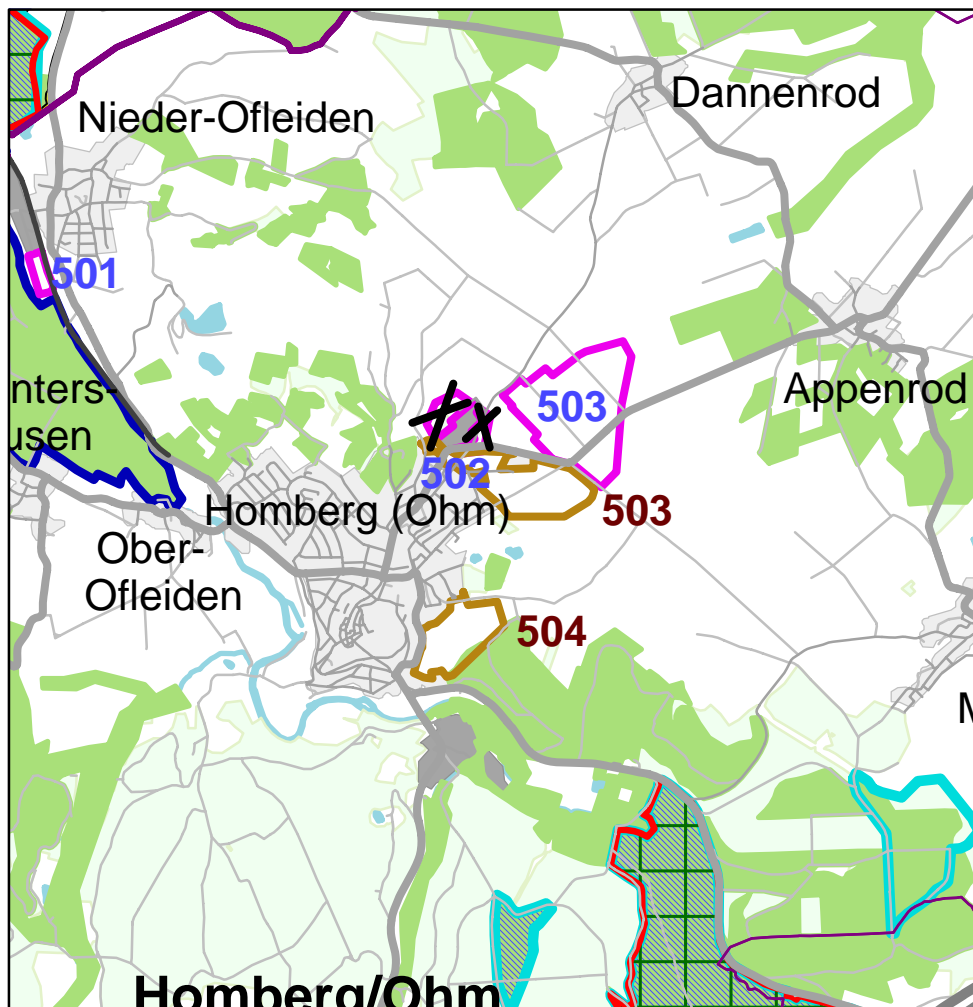 Dannenrod
Nieder-Ofleiden
501
nters-
usen
Appenrod
503
502
Homberg (Ohm)
503
Ober-
Ofleiden
504
M
Homberg/Ohm